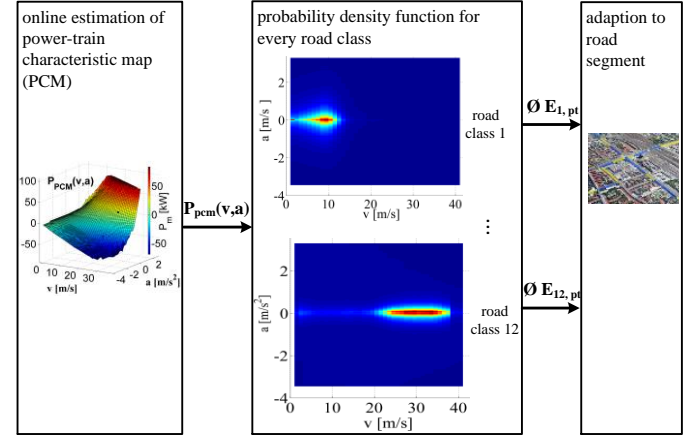 online estimation of
power-train
characteristic map
(PCM)
100
50
0
-50
P_PCM(v,a)
50
0
-50
P_m [kW]
0
10
20
30
v [m/s]
-4
-2
0
2
a [m/s²]
P_pcm(v,a)
probability density function for
every road class
2
0
-2
-4
a [m/s
0
10
20
30
40
v [m/s]
road
class 1
⋮
2
0
-2
-4
a [m/s²]
0
10
20
30
40
v [m/s]
road
class 12
Ø E_1, pt
Ø E_12, pt
adaption to
road
segment